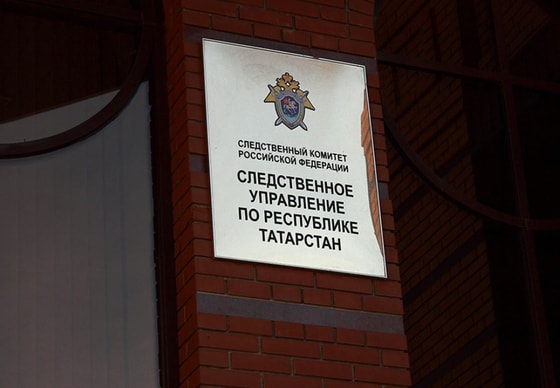 СЛЕДСТВЕННЫЙ КОМИТЕТ
РОССИЙСКОЙ ФЕДЕРАЦИИ
СЛЕДСТВЕННОЕ
УПРАВЛЕНИЕ
ПО РЕСПУБЛИКЕ
ТАТАРСТАН